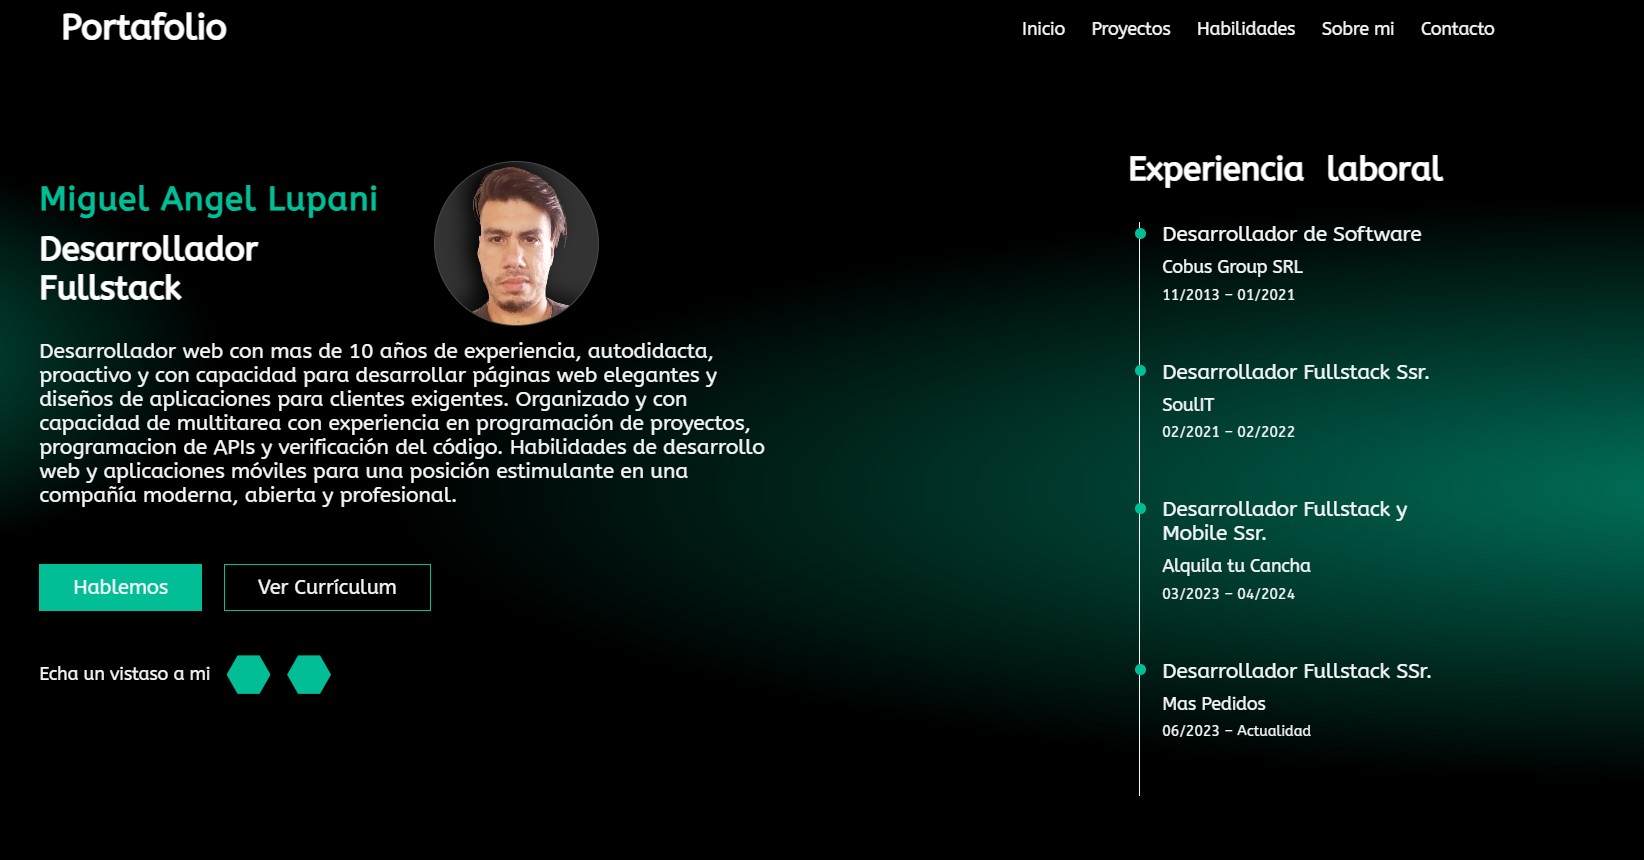 Portafolio
Inicio Proyectos Habilidades Sobre mi Contacto
Miguel Angel Lupani
Desarrollador
Fullstack
Desarrollador web con mas de 10 años de experiencia, autodidacta,
proactivo y con capacidad para desarrollar páginas web elegantes y
diseños de aplicaciones para clientes exigentes. Organizado y con
capacidad de multitarea con experiencia en programación de proyectos,
programacion de APIs y verificación del código. Habilidades de desarrollo
web y aplicaciones móviles para una posición estimulante en una
compañía moderna, abierta y profesional.
Hablemos Ver Currículum
Echa un vistaso a mi
Experiencia laboral
Desarrollador de Software
Cobus Group SRL
11/2013 – 01/2021
Desarrollador Fullstack Ssr.
SoulIT
02/2021 – 02/2022
Desarrollador Fullstack y
Mobile Ssr.
Alquila tu Cancha
03/2023 – 04/2024
Desarrollador Fullstack SSr.
Mas Pedidos
06/2023 – Actualidad